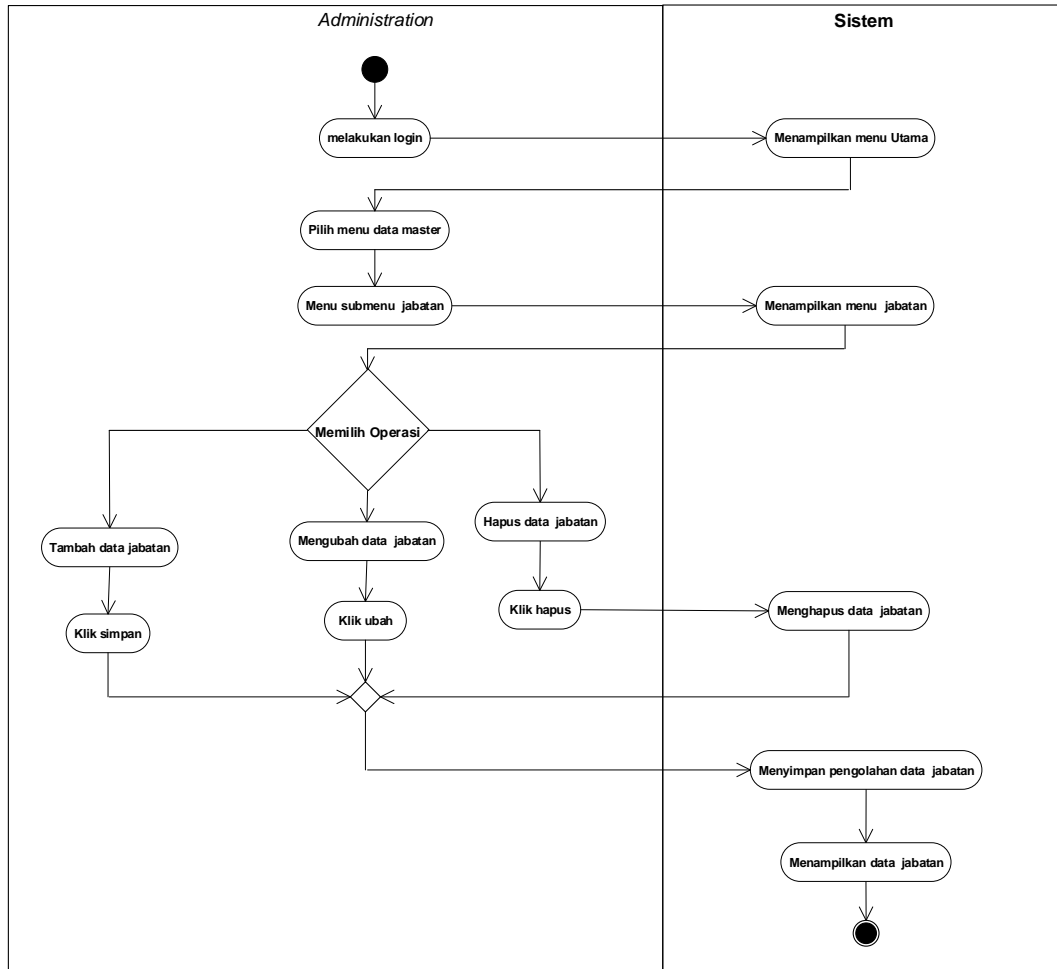 Administration
Sistem
melakukan login
Menampilkan menu Utama
Pilih menu data master
Menu submenu jabatan
Menampilkan menu jabatan
Memilih Operasi
Tambah data jabatan
Mengubah data jabatan
Hapus data jabatan
Klik simpan
Klik ubah
Klik hapus
Menghapus data jabatan
Menyimpan pengolahan data jabatan
Menampilkan data jabatan